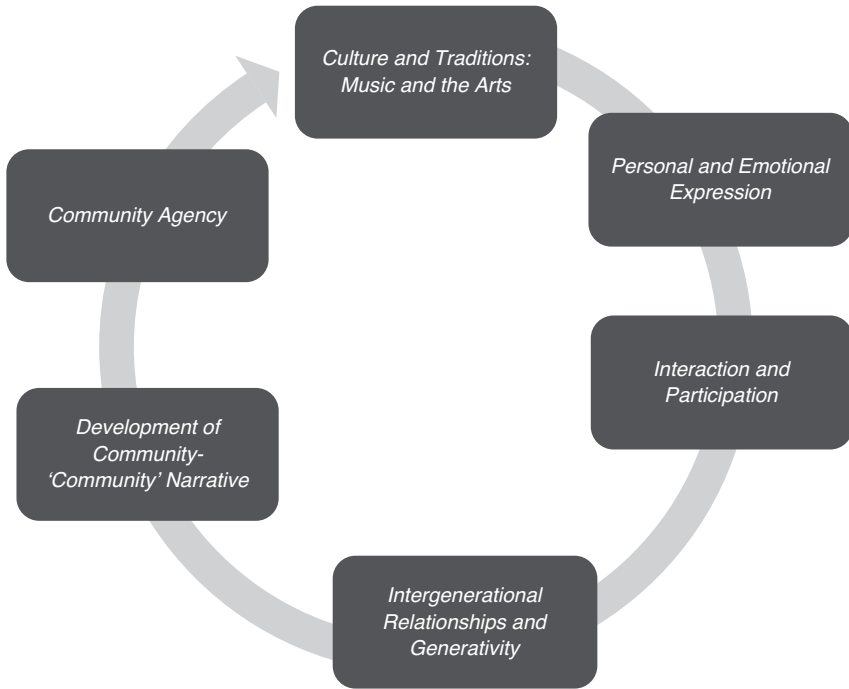 Culture and Traditions:
Music and the Arts
Personal and Emotional
Expression
Interaction and
Participation
Intergenerational
Relationships and
Generativity
Development of
Community-
‘Community’ Narrative
Community Agency